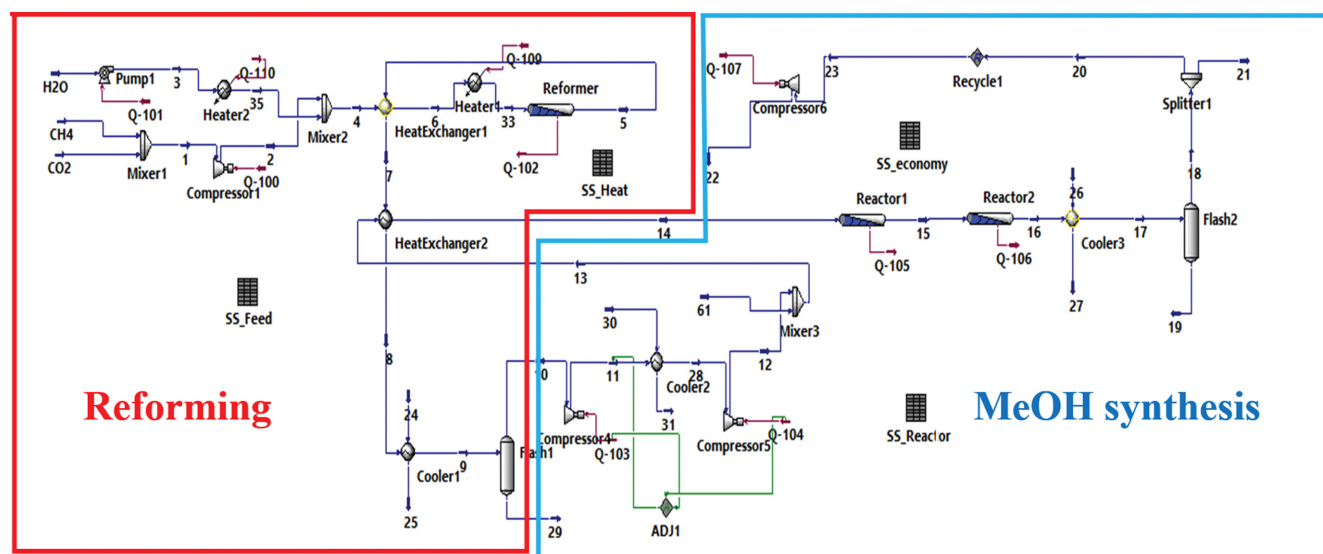 Q-109
Q-110
H2O
Pump1
3
Heater2
35
Q-101
CH4
CO2
Mixer1
1
Compressor1
2
Q-100
Mixer2
4
HeatExchanger1
6
Heater1
33
Reformer
5
Q-102
SS_Heat
7
HeatExchanger2
SS_Feed
8
Reforming
24
Cooler1
9
25
Flash1
29
10
Compressor4
Q-103
11
30
Cooler2
28
31
Compressor5
Q-104
ADJ1
12
61
Mixer3
13
14
Q-107
Compressor6
23
22
Recycle1
20
Splitter1
21
SS_economy
18
Reactor1
15
Q-105
Reactor2
16
Q-106
26
Cooler3
17
27
Flash2
19
SS_Reactor
MeOH synthesis